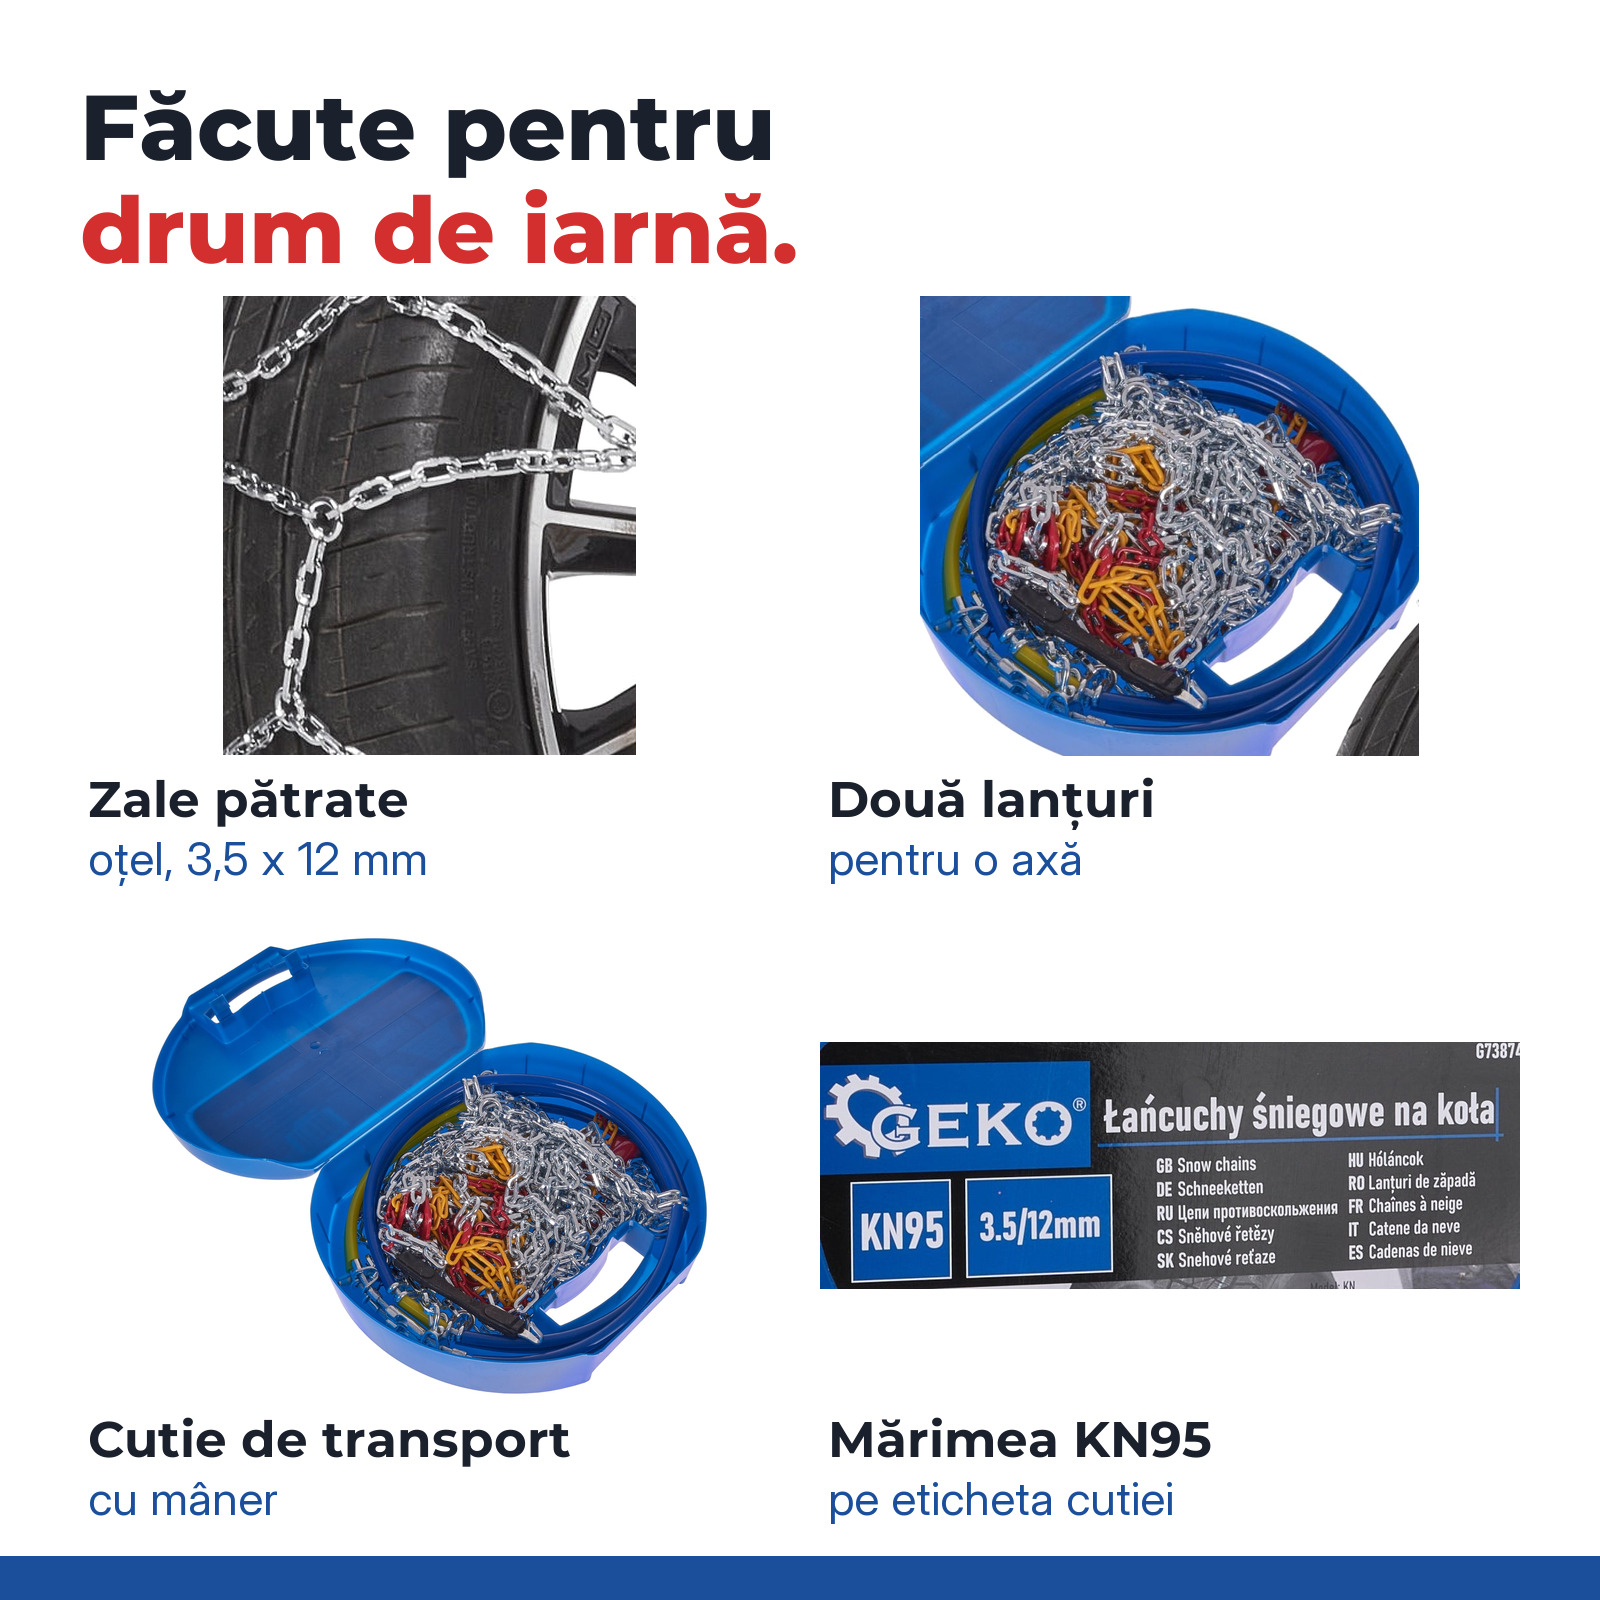 Făcute pentru
drum de iarnă.
Zale pătrate
oțel, 3,5 x 12 mm
Două lanțuri
pentru o axă
Cutie de transport
cu mâner
G73874
GEKO®
Łańcuchy śniegowe na koła
GB Snow chains
DE Schneeketten
RU Цепи противоскольжения
CS Sněhové řetězy
SK Snehové reťaze
HU Hóláncok
RO Lanțuri de zăpadă
FR Chaînes à neige
IT Catene da neve
ES Cadenas de nieve
KN95
3.5/12mm
Model: KN
Mărimea KN95
pe eticheta cutiei